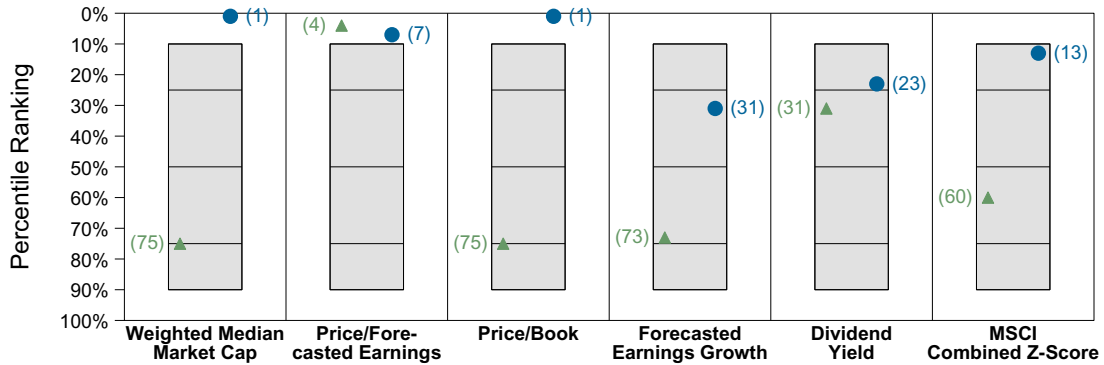 Percentile Ranking
0%
10%
20%
30%
40%
50%
60%
70%
80%
90%
100%
(1)
(75)
(4)
(7)
(1)
(75)
(31)
(73)
(23)
(31)
(13)
(60)
Weighted Median
Market Cap
Price/Fore-
casted Earnings
Price/Book
Forecasted
Earnings Growth
Dividend
Yield
MSCI
Combined Z-Score